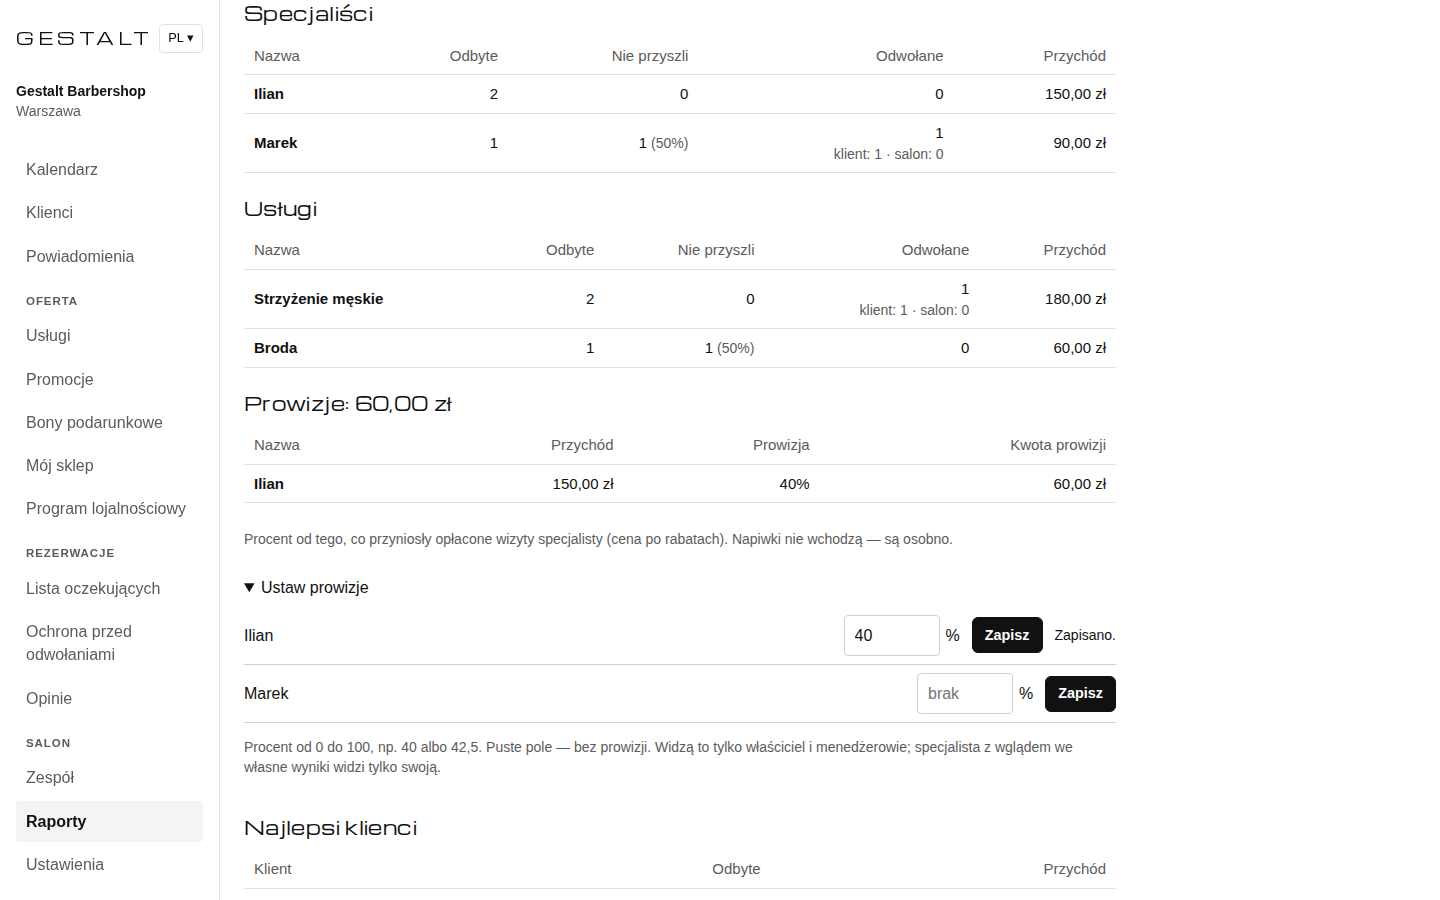 GESTALT
PL ▾
Gestalt Barbershop
Warszawa
Kalendarz
Klienci
Powiadomienia
OFERTA
Usługi
Promocje
Bony podarunkowe
Mój sklep
Program lojalnościowy
REZERWACJE
Lista oczekujących
Ochrona przed
odwołaniami
Opinie
SALON
Zespół
Raporty
Ustawienia
Specjaliści
Nazwa Odbyte Nie przyszli Odwołane Przychód
Ilian 2 0 0 150,00 zł
Marek 1 1 (50%) 1 90,00 zł
klient: 1 · salon: 0
Usługi
Nazwa Odbyte Nie przyszli Odwołane Przychód
Strzyżenie męskie 2 0 1 180,00 zł
klient: 1 · salon: 0
Broda 1 1 (50%) 0 60,00 zł
Prowizje: 60,00 zł
Nazwa Przychód Prowizja Kwota prowizji
Ilian 150,00 zł 40% 60,00 zł
Procent od tego, co przyniosły opłacone wizyty specjalisty (cena po rabatach). Napiwki nie wchodzą — są osobno.
▼ Ustaw prowizje
Ilian 40 % Zapisz Zapisano.
Marek brak % Zapisz
Procent od 0 do 100, np. 40 albo 42,5. Puste pole — bez prowizji. Widzą to tylko właściciel i menedżerowie; specjalista z wglądem we
własne wyniki widzi tylko swoją.
Najlepsi klienci
Klient Odbyte Przychód